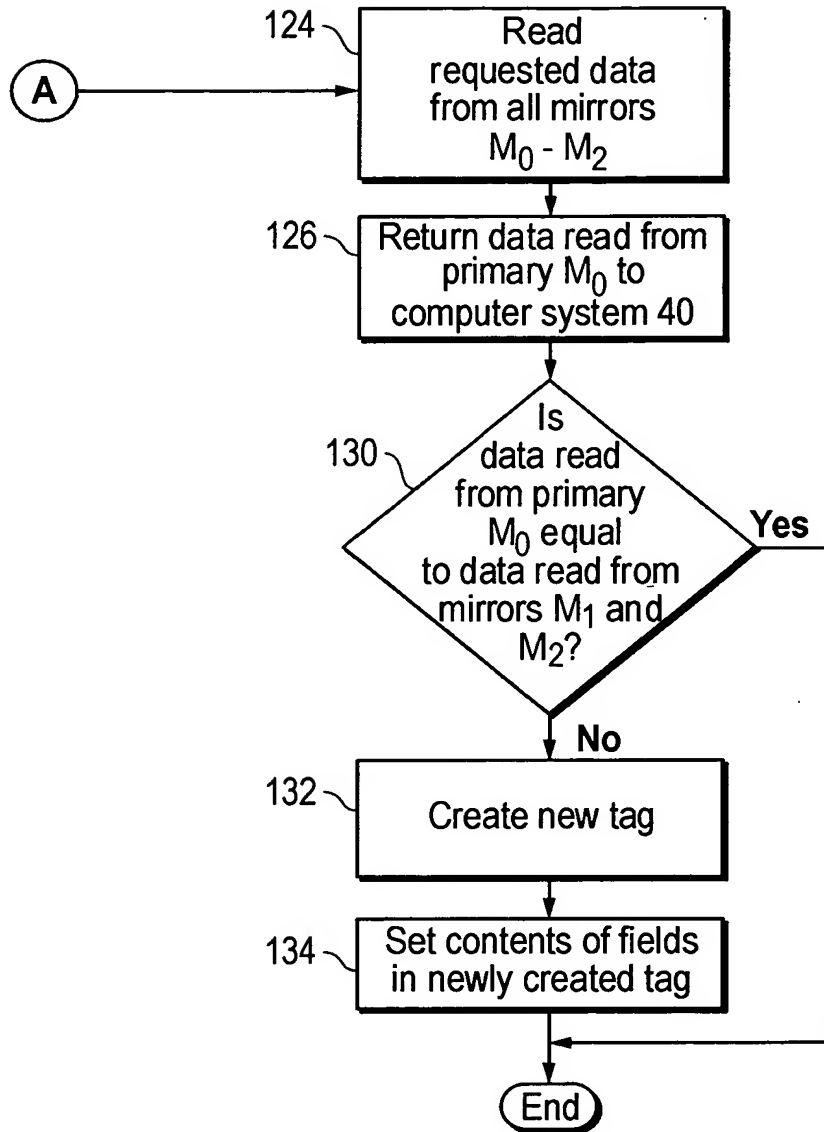 124
Read
requested data
from all mirrors
M0 - M2
A
126
Return data read from
primary M0 to
computer system 40
130
Is
data read
from primary
M0 equal
to data read from
mirrors M1 and
M2?
Yes
No
132
Create new tag
134
Set contents of fields
in newly created tag
End